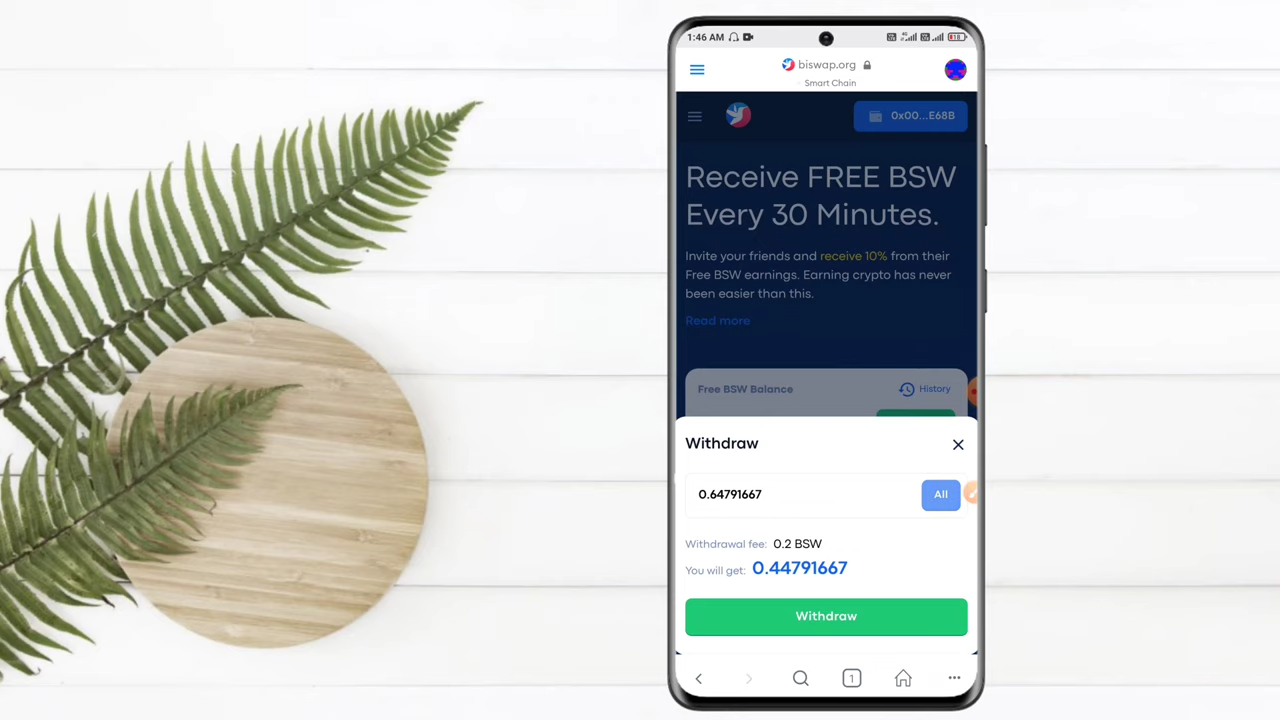 1:46 AM
18
biswap.org
Smart Chain
0x00...E68B
Receive FREE BSW
Every 30 Minutes.
Invite your friends and receive 10% from their
Free BSW earnings. Earning crypto has never
been easier than this.
Read more
Free BSW Balance
History
Withdraw
0.64791667
All
Withdrawal fee: 0.2 BSW
You will get: 0.44791667
Withdraw
1